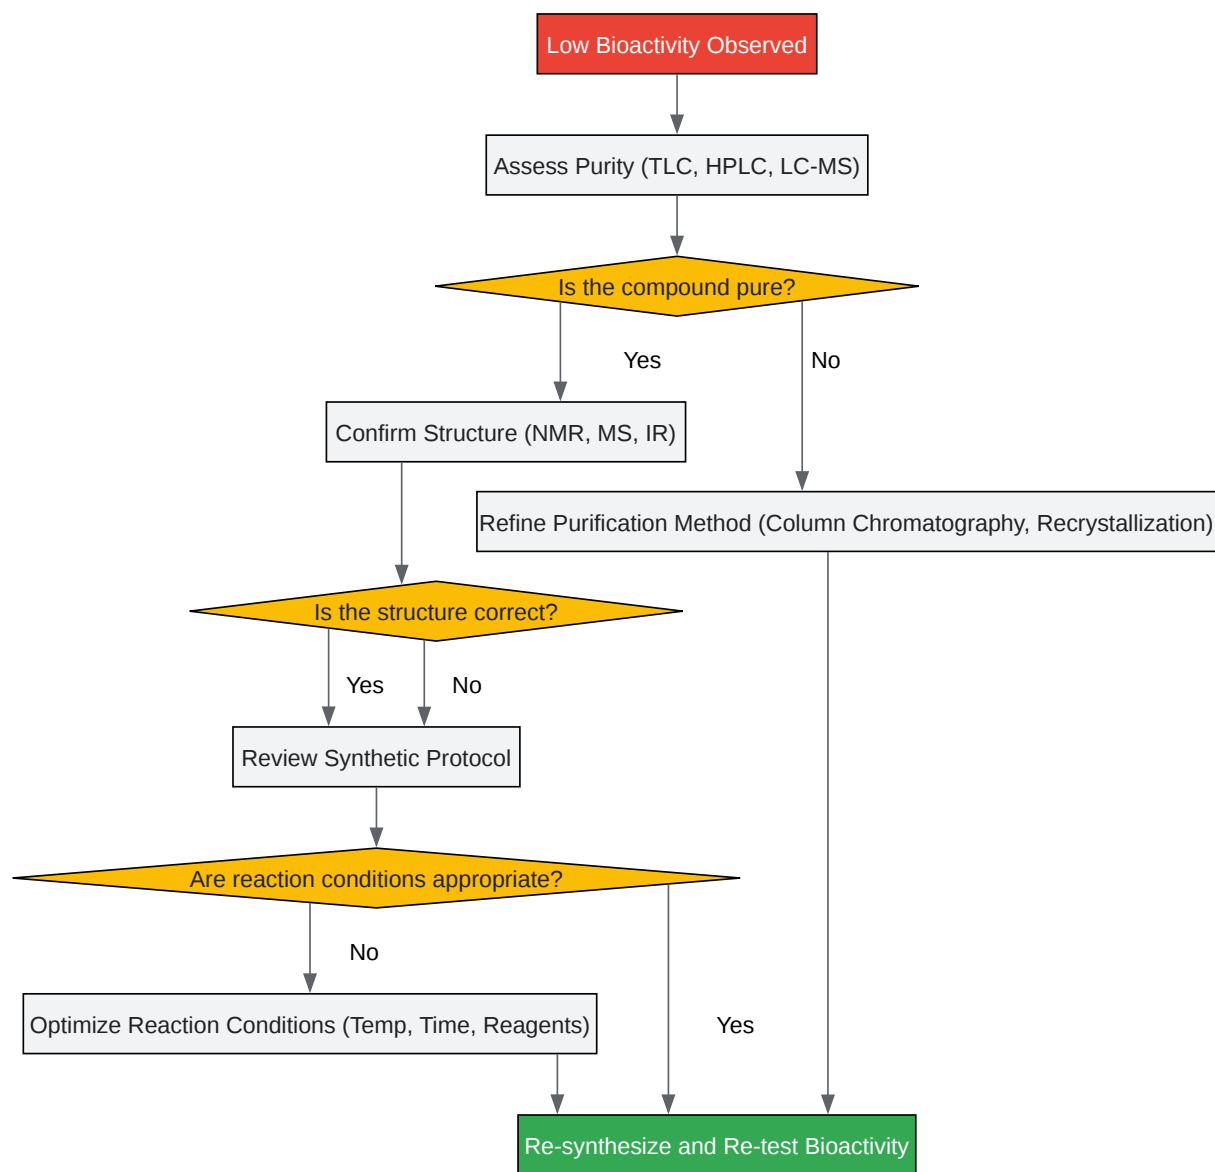 Low Bioactivity Observed
Assess Purity (TLC, HPLC, LC-MS)
Is the compound pure?
Yes
No
Confirm Structure (NMR, MS, IR)
Refine Purification Method (Column Chromatography, Recrystallization)
Is the structure correct?
Yes
No
Review Synthetic Protocol
Are reaction conditions appropriate?
No
Optimize Reaction Conditions (Temp, Time, Reagents)
Yes
Re-synthesize and Re-test Bioactivity